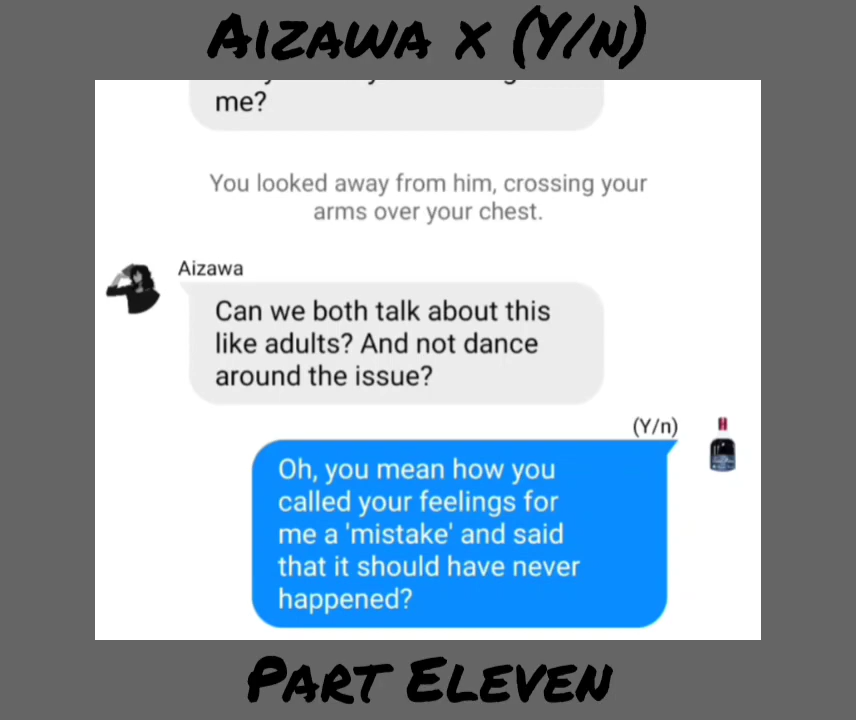 Aizawa x (Y/n)
me?
You looked away from him, crossing your
arms over your chest.
Aizawa
Can we both talk about this
like adults? And not dance
around the issue?
(Y/n)
Oh, you mean how you
called your feelings for
me a 'mistake' and said
that it should have never
happened?
Part Eleven